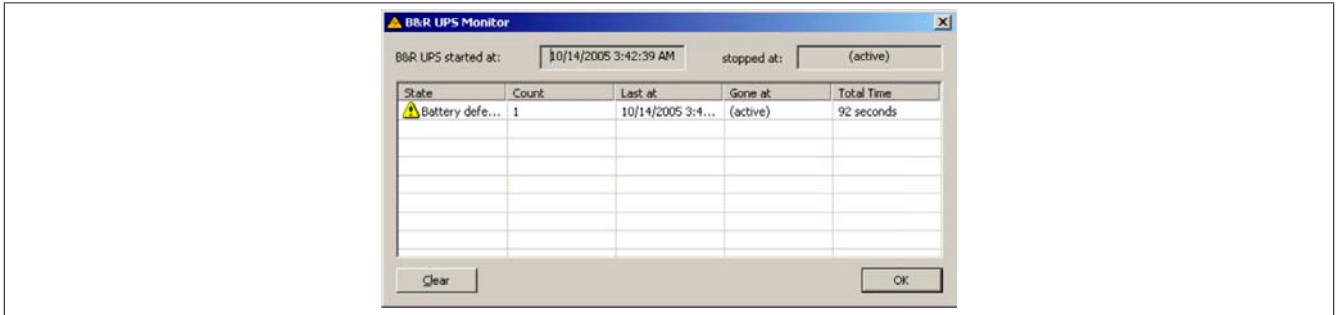 B&R UPS Monitor
B&R UPS started at: 10/14/2005 3:42:39 AM stopped at: (active)
State Count Last at Gone at Total Time
Battery defe... 1 10/14/2005 3:4... (active) 92 seconds
Clear OK